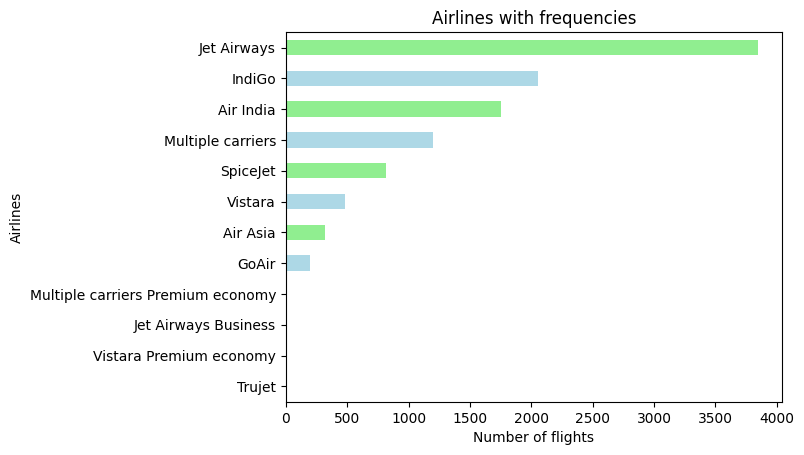 Airlines with frequencies
Jet Airways
IndiGo
Air India
Multiple carriers
SpiceJet
Vistara
Air Asia
GoAir
Multiple carriers Premium economy
Jet Airways Business
Vistara Premium economy
Trujet
Airlines
0 500 1000 1500 2000 2500 3000 3500 4000
Number of flights